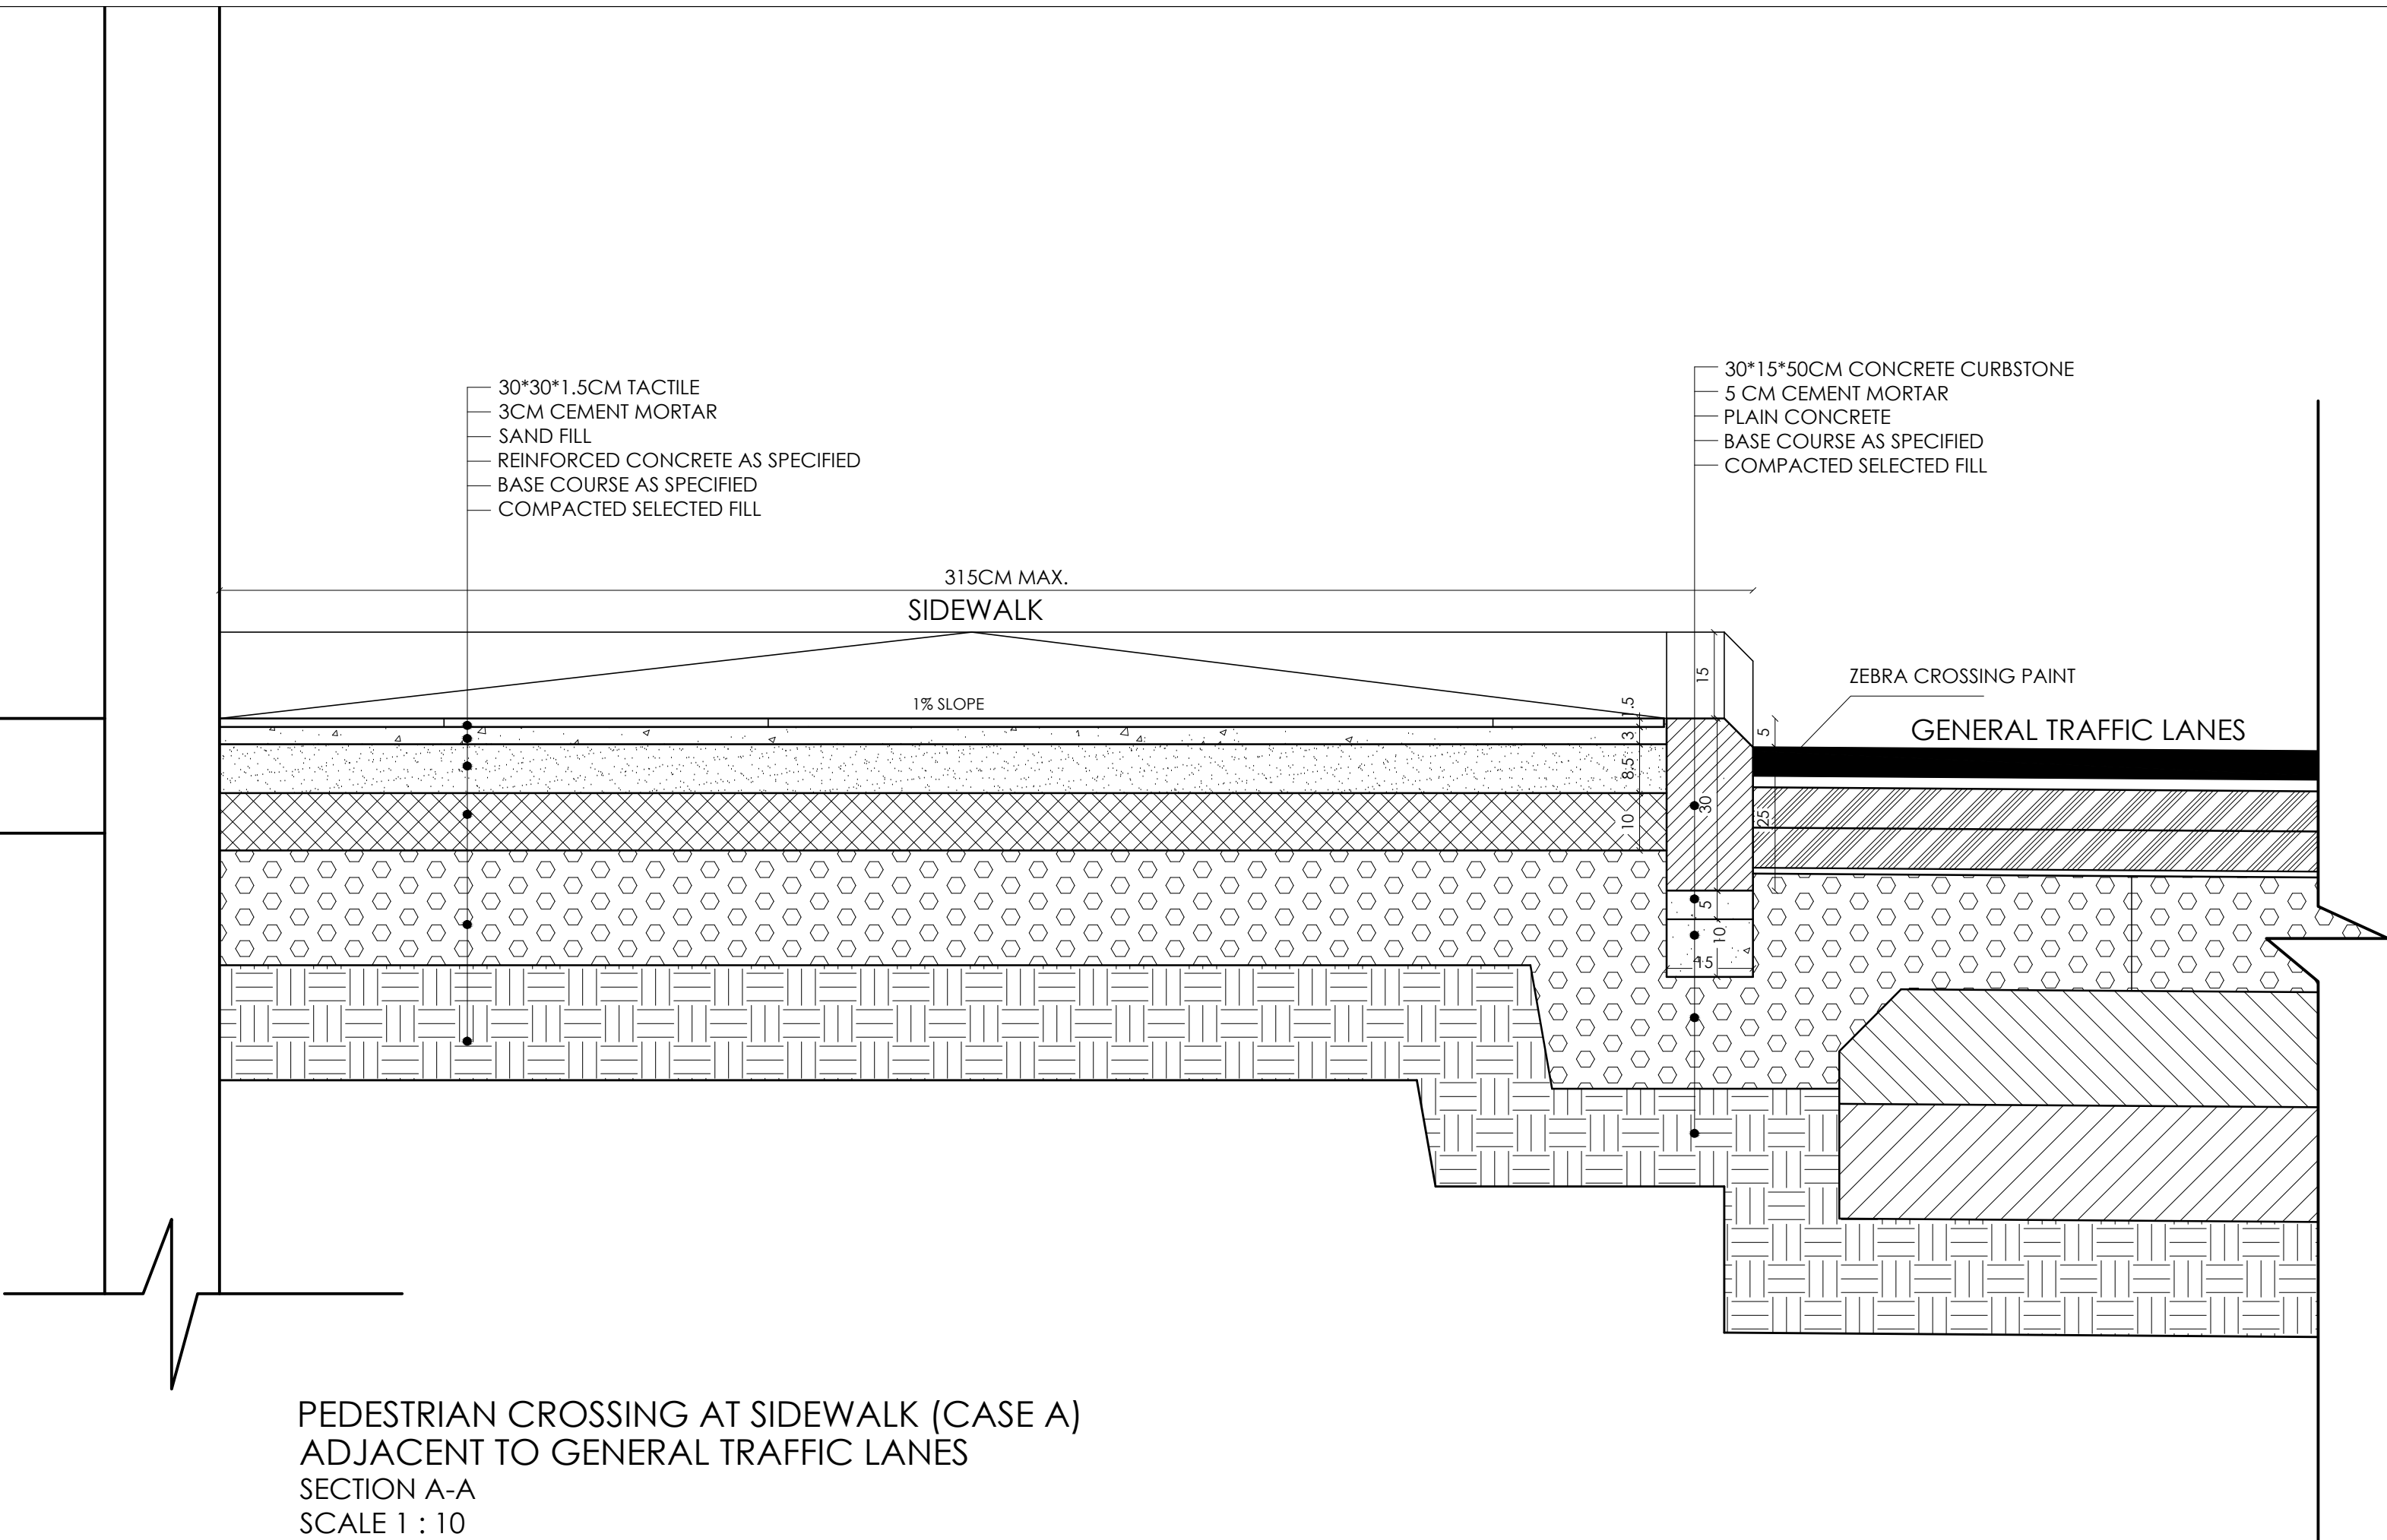 30*30*1.5CM TACTILE
3CM CEMENT MORTAR
SAND FILL
REINFORCED CONCRETE AS SPECIFIED
BASE COURSE AS SPECIFIED
COMPACTED SELECTED FILL
30*15*50CM CONCRETE CURBSTONE
5 CM CEMENT MORTAR
PLAIN CONCRETE
BASE COURSE AS SPECIFIED
COMPACTED SELECTED FILL
315CM MAX.
SIDEWALK
15
ZEBRA CROSSING PAINT
1% SLOPE
1.5
GENERAL TRAFFIC LANES
3
5
8.5
30
10
25
5
10
15
PEDESTRIAN CROSSING AT SIDEWALK (CASE A)
ADJACENT TO GENERAL TRAFFIC LANES
SECTION A-A
SCALE 1 : 10